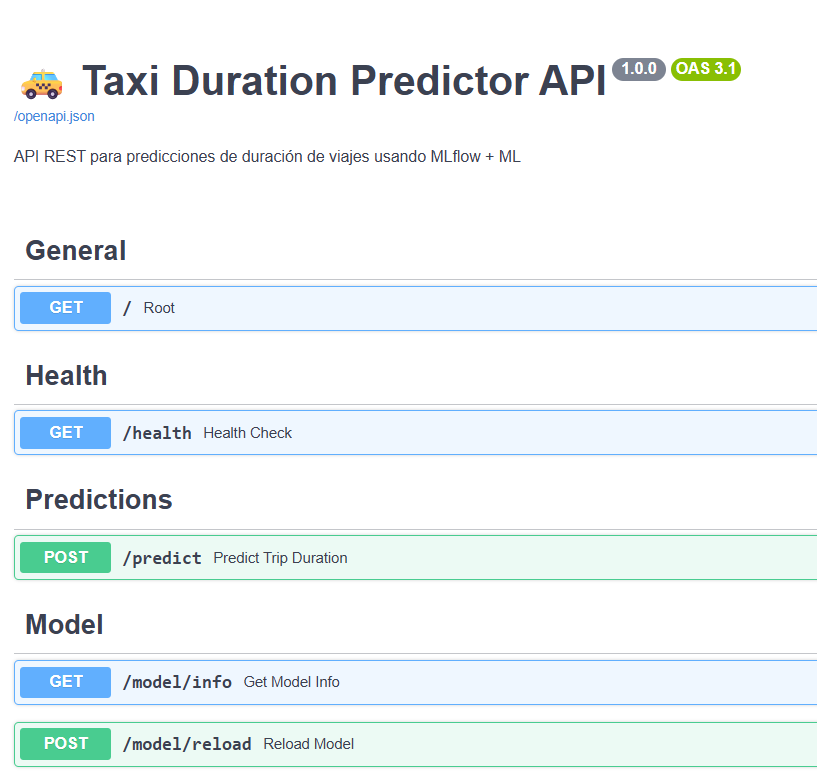 Taxi Duration Predictor API 1.0.0 OAS 3.1
/openapi.json
API REST para predicciones de duración de viajes usando MLflow + ML
General
GET / Root
Health
GET /health Health Check
Predictions
POST /predict Predict Trip Duration
Model
GET /model/info Get Model Info
POST /model/reload Reload Model